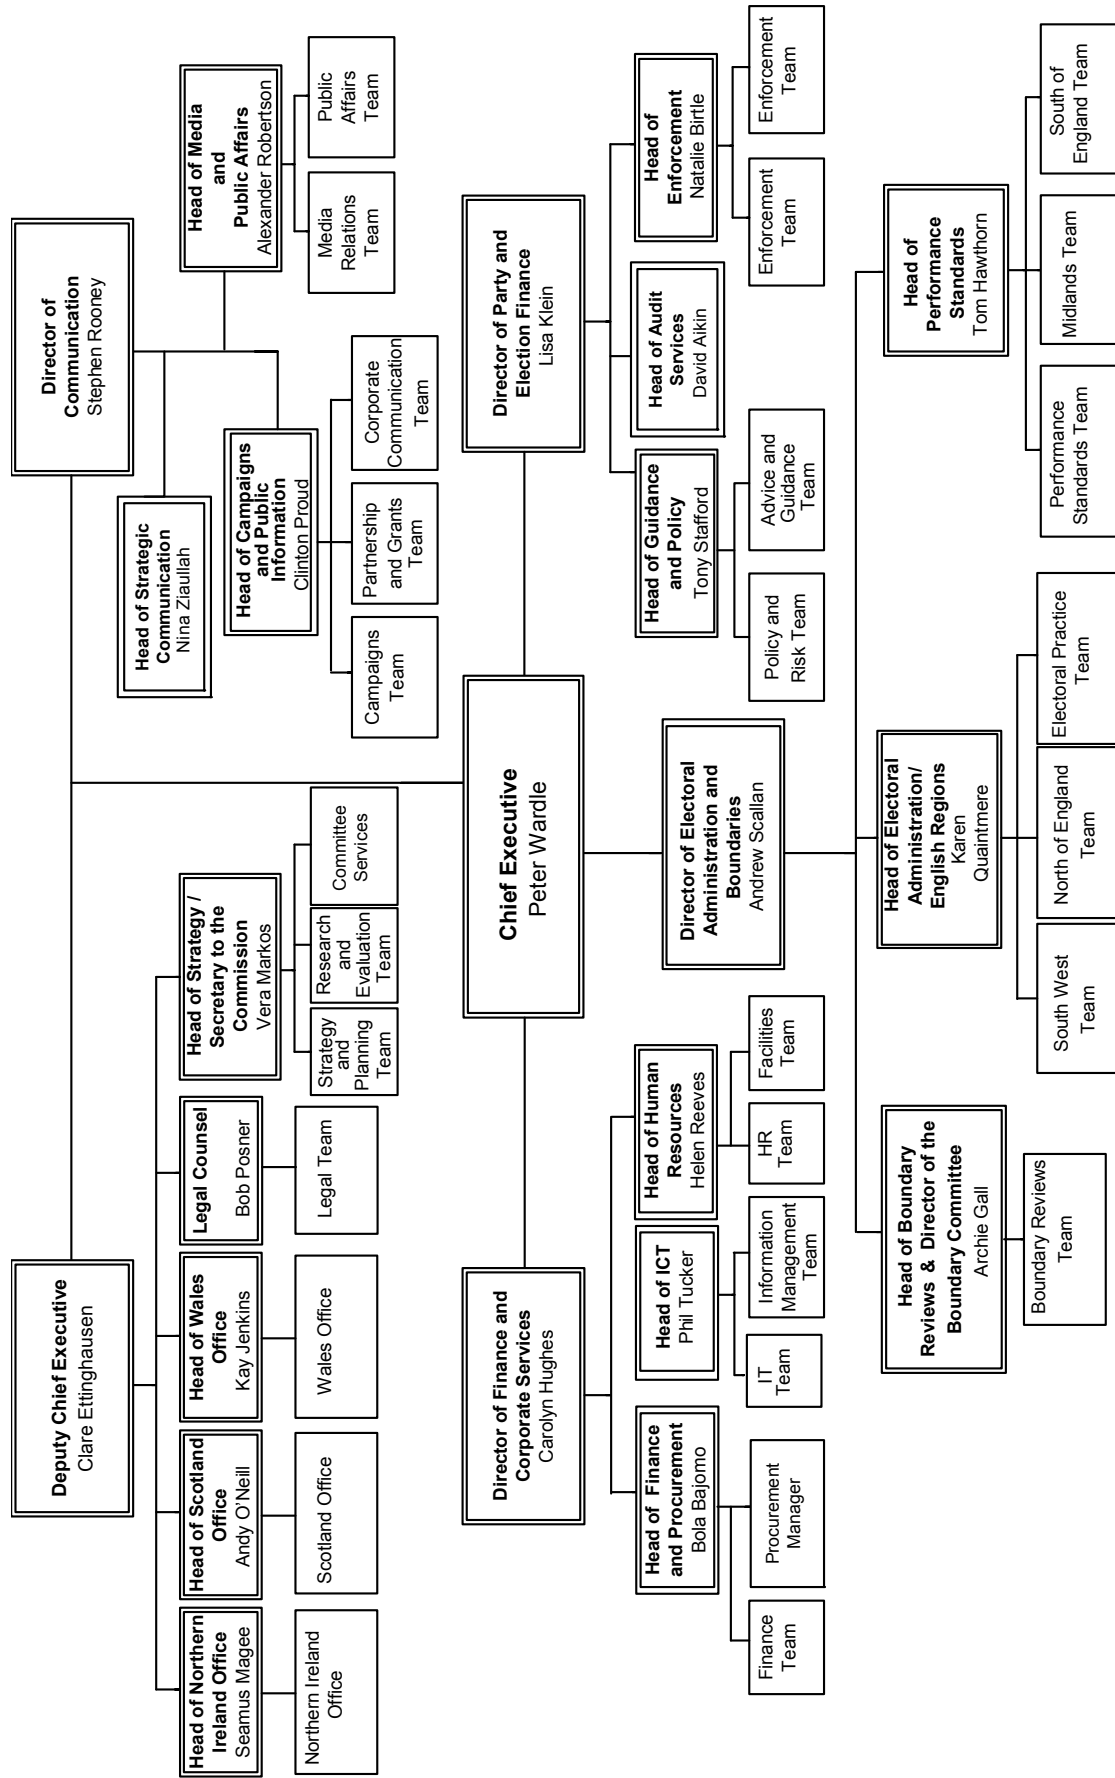 Deputy Chief Executive
Clare Ettinghausen
Director of
Communication
Stephen Rooney
Head of Northern
Ireland Office
Seamus Magee
Northern Ireland
Office
Head of Scotland
Office
Andy O’Neill
Scotland Office
Head of Wales
Office
Kay Jenkins
Wales Office
Legal Counsel
Bob Posner
Legal Team
Head of Strategy /
Secretary to the
Commission
Vera Markos
Strategy
and
Planning
Team
Research
and
Evaluation
Team
Committee
Services
Head of Strategic
Communication
Nina Ziaullah
Head of Campaigns
and Public
Information
Clinton Proud
Campaigns
Team
Partnership
and Grants
Team
Corporate
Communication
Team
Head of Media
and
Public Affairs
Alexander Robertson
Media
Relations
Team
Public
Affairs
Team
Chief Executive
Peter Wardle
Director of Finance and
Corporate Services
Carolyn Hughes
Head of Finance
and Procurement
Bola Bajomo
Finance
Team
Procurement
Manager
Head of ICT
Phil Tucker
IT
Team
Information
Management
Team
Head of Human
Resources
Helen Reeves
HR
Team
Facilities
Team
Director of Electoral
Administration and
Boundaries
Andrew Scallan
Director of Party and
Election Finance
Lisa Klein
Head of Guidance
and Policy
Tony Stafford
Policy and
Risk Team
Advice and
Guidance
Team
Head of Audit
Services
David Aikin
Head of
Enforcement
Natalie Birtle
Enforcement
Team
Enforcement
Team
Head of Boundary
Reviews & Director of the
Boundary Committee
Archie Gall
Boundary Reviews
Team
Head of Electoral
Administration/
English Regions
Karen
Quaintmere
South West
Team
North of England
Team
Electoral Practice
Team
Head of
Performance
Standards
Tom Hawthorn
Performance
Standards Team
Midlands Team
South of
England Team